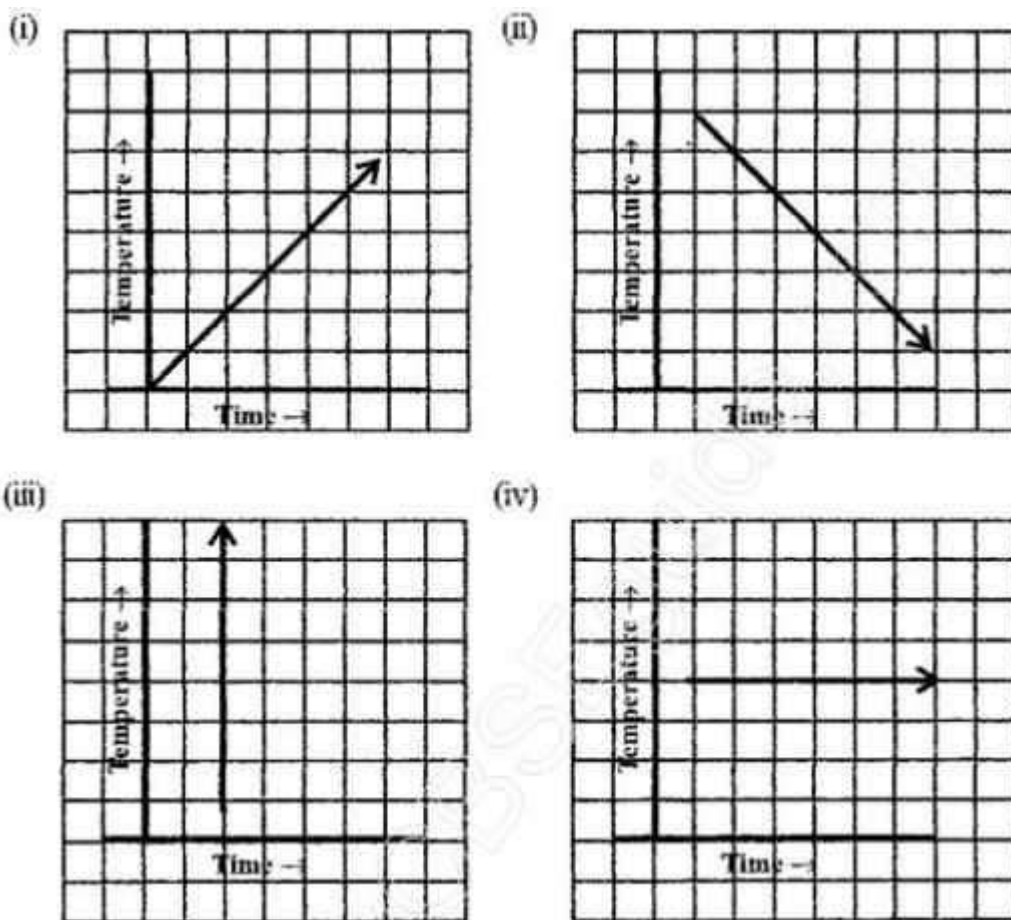 (i)
(ii)
Temperature →
Time →
Temperature →
Time →
(iii)
(iv)
Temperature →
Time →
Temperature →
Time →